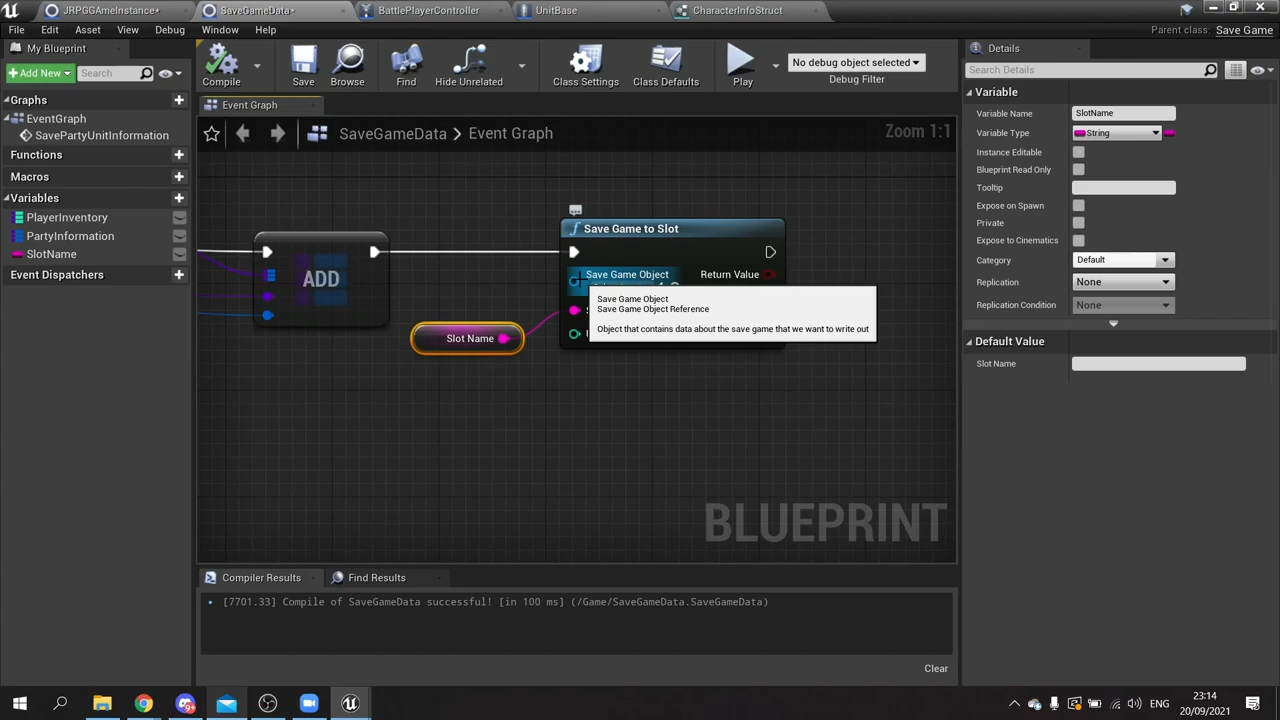 JRPGGAmeInstance*
SaveGameData*
BattlePlayerController
UnitBase
CharacterInfoStruct
File
Edit
Asset
View
Debug
Window
Help
Parent class: Save Game
My Blueprint
Add New
Search
Compile
Save
Browse
Find
Hide Unrelated
Class Settings
Class Defaults
Play
No debug object selected
Debug Filter
Details
Search Details
Graphs
EventGraph
SavePartyUnitInformation
Functions
Macros
Variables
PlayerInventory
PartyInformation
SlotName
Event Dispatchers
Event Graph
SaveGameData > Event Graph
Zoom 1:1
ADD
Slot Name
Save Game to Slot
Save Game Object
Return Value
Save Game Object
Save Game Object Reference
Object that contains data about the save game that we want to write out
BLUEPRINT
Variable
Variable Name
SlotName
Variable Type
String
Instance Editable
Blueprint Read Only
Tooltip
Expose on Spawn
Private
Expose to Cinematics
Category
Default
Replication
None
Replication Condition
None
Default Value
Slot Name
Compiler Results
Find Results
[7701.33] Compile of SaveGameData successful! [in 100 ms] (/Game/SaveGameData.SaveGameData)
Clear
ENG
23:14
20/09/2021